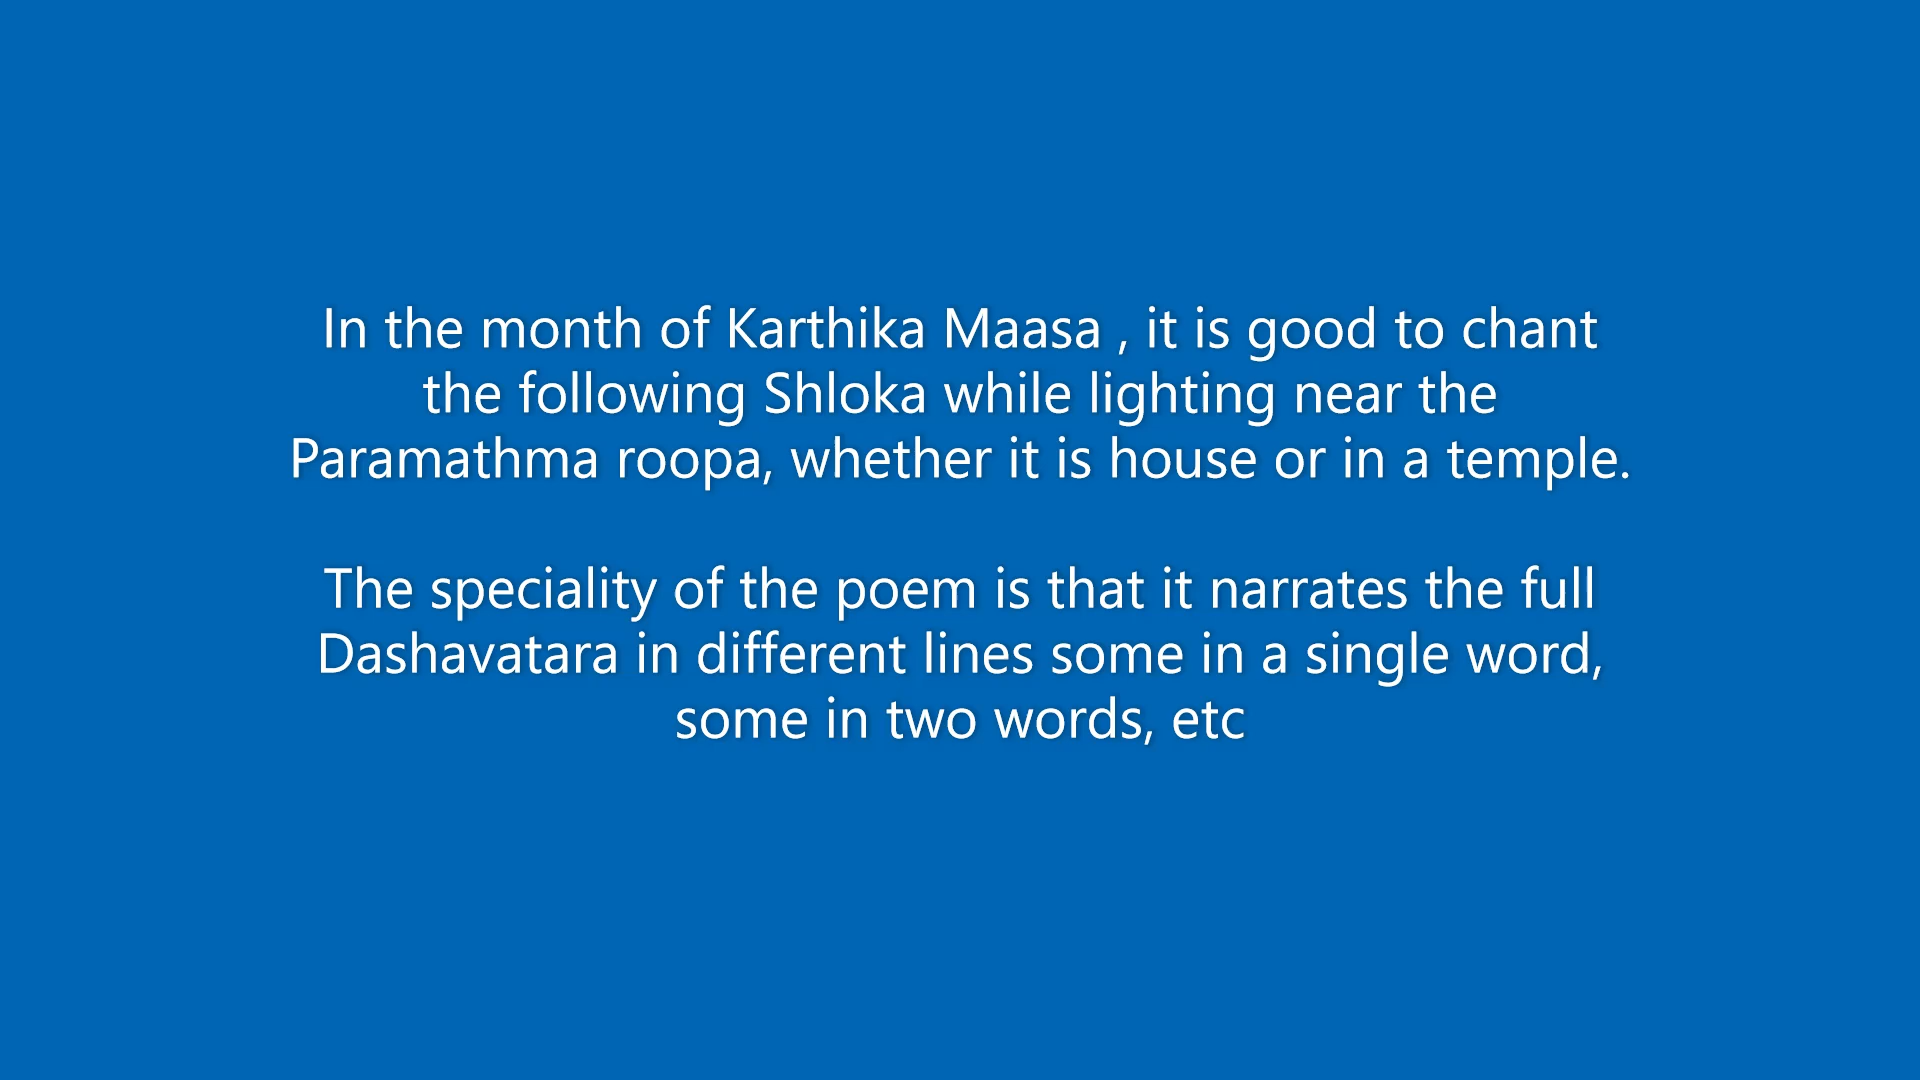 In the month of Karthika Maasa , it is good to chant
the following Shloka while lighting near the
Paramathma roopa, whether it is house or in a temple.
The speciality of the poem is that it narrates the full
Dashavatara in different lines some in a single word,
some in two words, etc